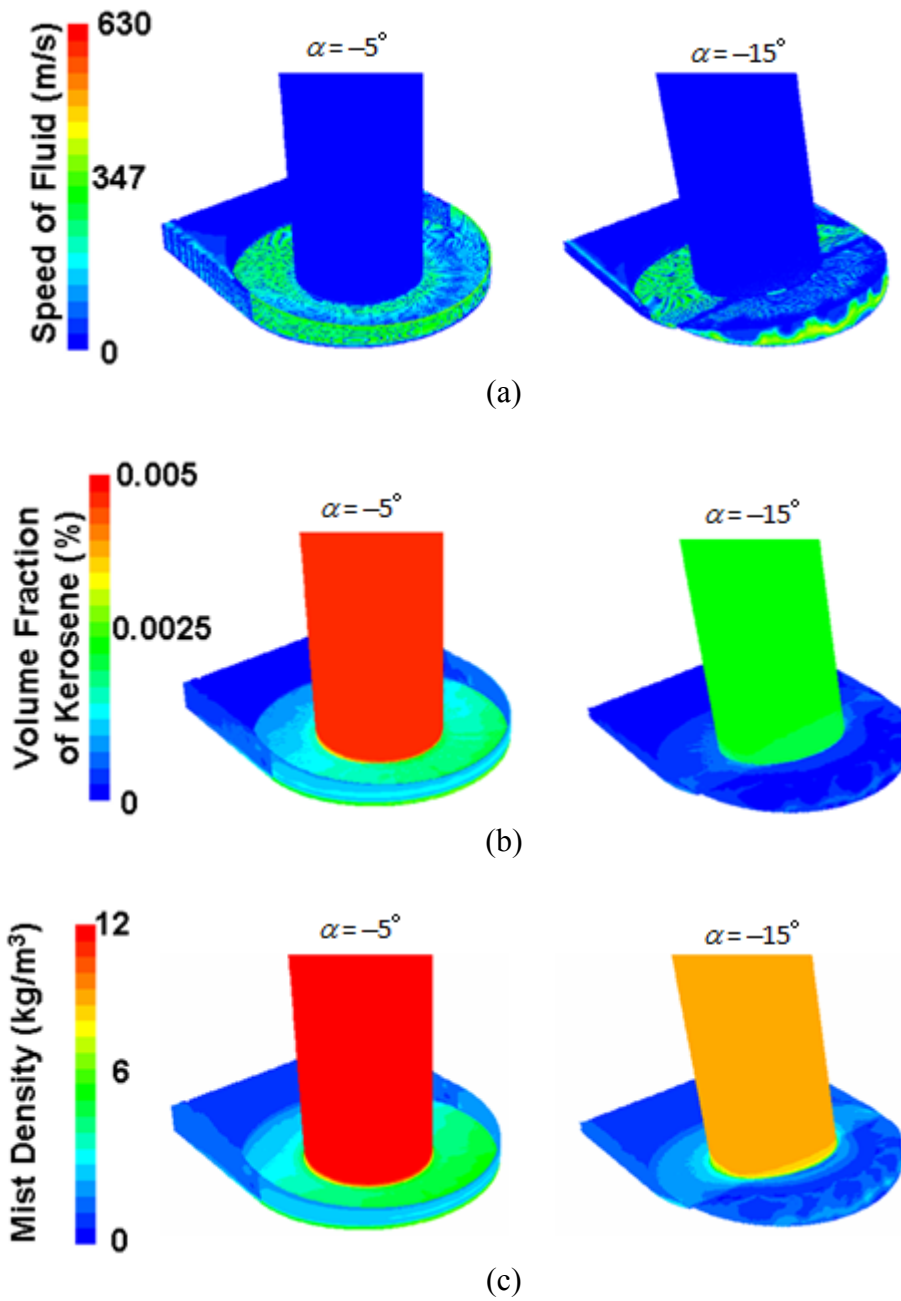 630
α = –5°
α = –15°
Speed of Fluid (m/s)
347
0
(a)
0.005
α = –5°
α = –15°
Volume Fraction
of Kerosene (%)
0.0025
0
(b)
12
α = –5°
α = –15°
Mist Density (kg/m³)
6
0
(c)